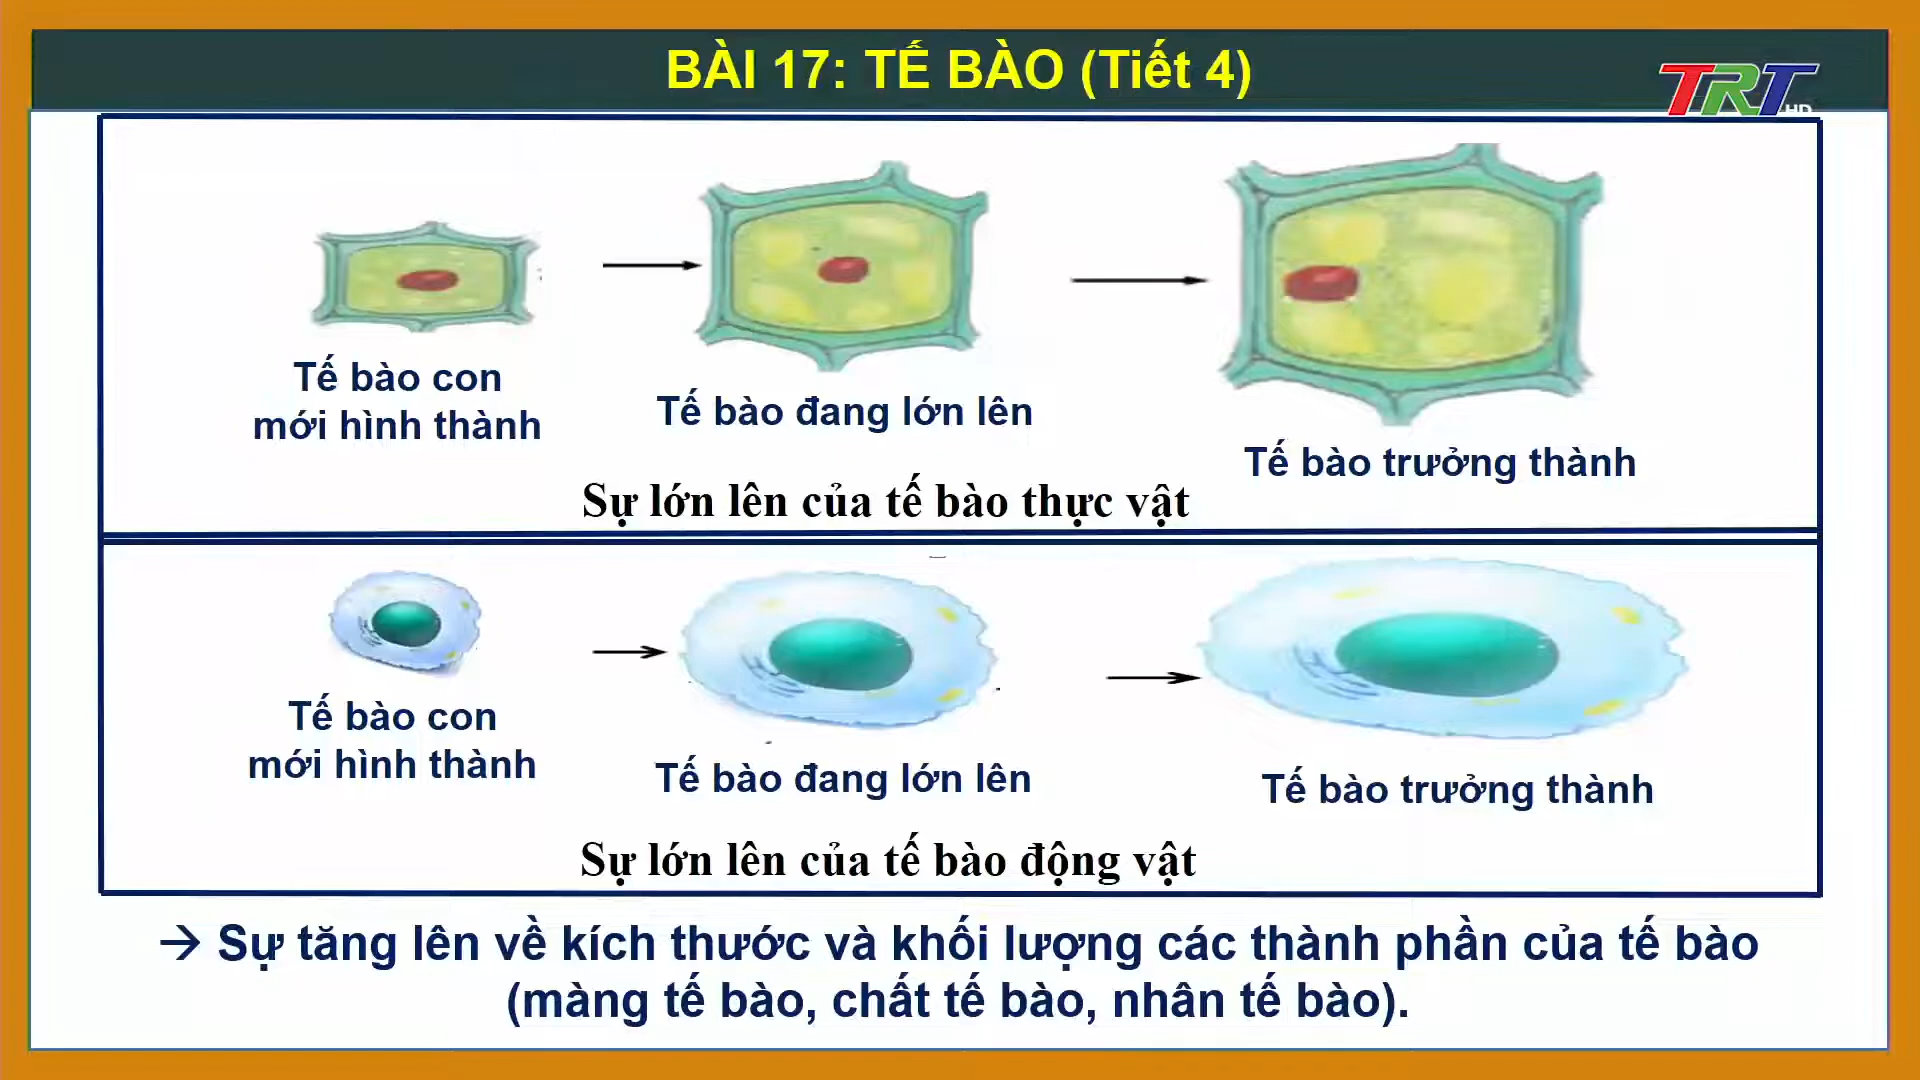 BÀI 17: TẾ BÀO (Tiết 4)
TRT HD
Tế bào con
mới hình thành
Tế bào đang lớn lên
Tế bào trưởng thành
Sự lớn lên của tế bào thực vật
Tế bào con
mới hình thành
Tế bào đang lớn lên
Tế bào trưởng thành
Sự lớn lên của tế bào động vật
→ Sự tăng lên về kích thước và khối lượng các thành phần của tế bào
(màng tế bào, chất tế bào, nhân tế bào).